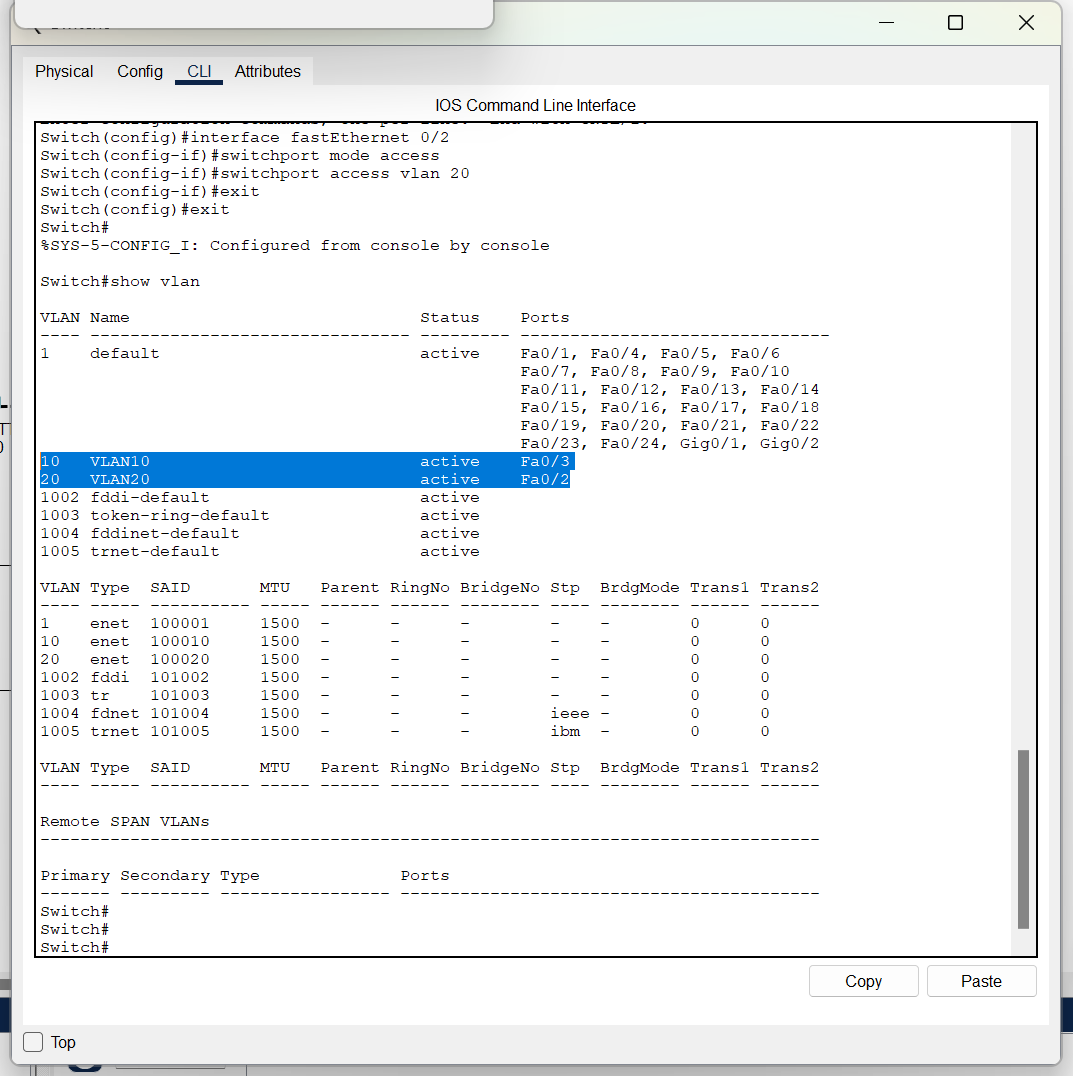 Physical Config CLI Attributes
IOS Command Line Interface
Switch(config)#interface fastEthernet 0/2
Switch(config-if)#switchport mode access
Switch(config-if)#switchport access vlan 20
Switch(config-if)#exit
Switch(config)#exit
Switch#
%SYS-5-CONFIG_I: Configured from console by console
Switch#show vlan
VLAN Name Status Ports
---- -------------------------------- --------- -------------------------------
1 default active Fa0/1, Fa0/4, Fa0/5, Fa0/6
Fa0/7, Fa0/8, Fa0/9, Fa0/10
Fa0/11, Fa0/12, Fa0/13, Fa0/14
Fa0/15, Fa0/16, Fa0/17, Fa0/18
Fa0/19, Fa0/20, Fa0/21, Fa0/22
Fa0/23, Fa0/24, Gig0/1, Gig0/2
10 VLAN10 active Fa0/3
20 VLAN20 active Fa0/2
1002 fddi-default active
1003 token-ring-default active
1004 fddinet-default active
1005 trnet-default active
VLAN Type SAID MTU Parent RingNo BridgeNo Stp BrdgMode Trans1 Trans2
---- ----- ---------- ----- ------ ------ -------- ---- -------- ------ ------
1 enet 100001 1500 - - - - - 0 0
10 enet 100010 1500 - - - - - 0 0
20 enet 100020 1500 - - - - - 0 0
1002 fddi 101002 1500 - - - - - 0 0
1003 tr 101003 1500 - - - - - 0 0
1004 fdnet 101004 1500 - - - ieee - 0 0
1005 trnet 101005 1500 - - - ibm - 0 0
VLAN Type SAID MTU Parent RingNo BridgeNo Stp BrdgMode Trans1 Trans2
---- ----- ---------- ----- ------ ------ -------- ---- -------- ------ ------
Remote SPAN VLANs
------------------------------------------------------------------------------
Primary Secondary Type Ports
------- --------- ----------------- ------------------------------------------
Switch#
Switch#
Switch#
Copy Paste
Top